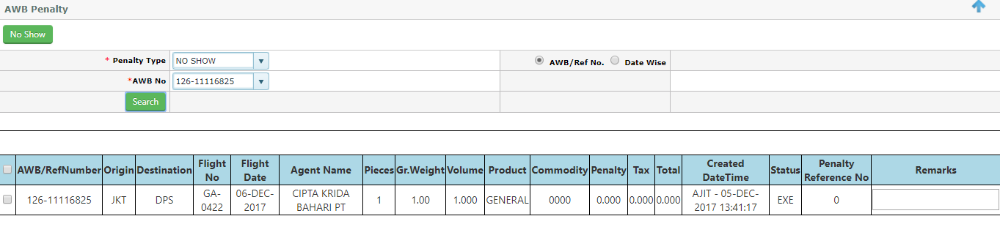 AWB Penalty
No Show
* Penalty Type NO SHOW AWB/Ref No. Date Wise
*AWB No 126-11116825
Search
AWB/RefNumber Origin Destination Flight No Flight Date Agent Name Pieces Gr.Weight Volume Product Commodity Penalty Tax Total Created DateTime Status Penalty Reference No Remarks
126-11116825 JKT DPS GA-0422 06-DEC-2017 CIPTA KRIDA BAHARI PT 1 1.00 1.000 GENERAL 0000 0.000 0.000 0.000 AJIT - 05-DEC-2017 13:41:17 EXE 0